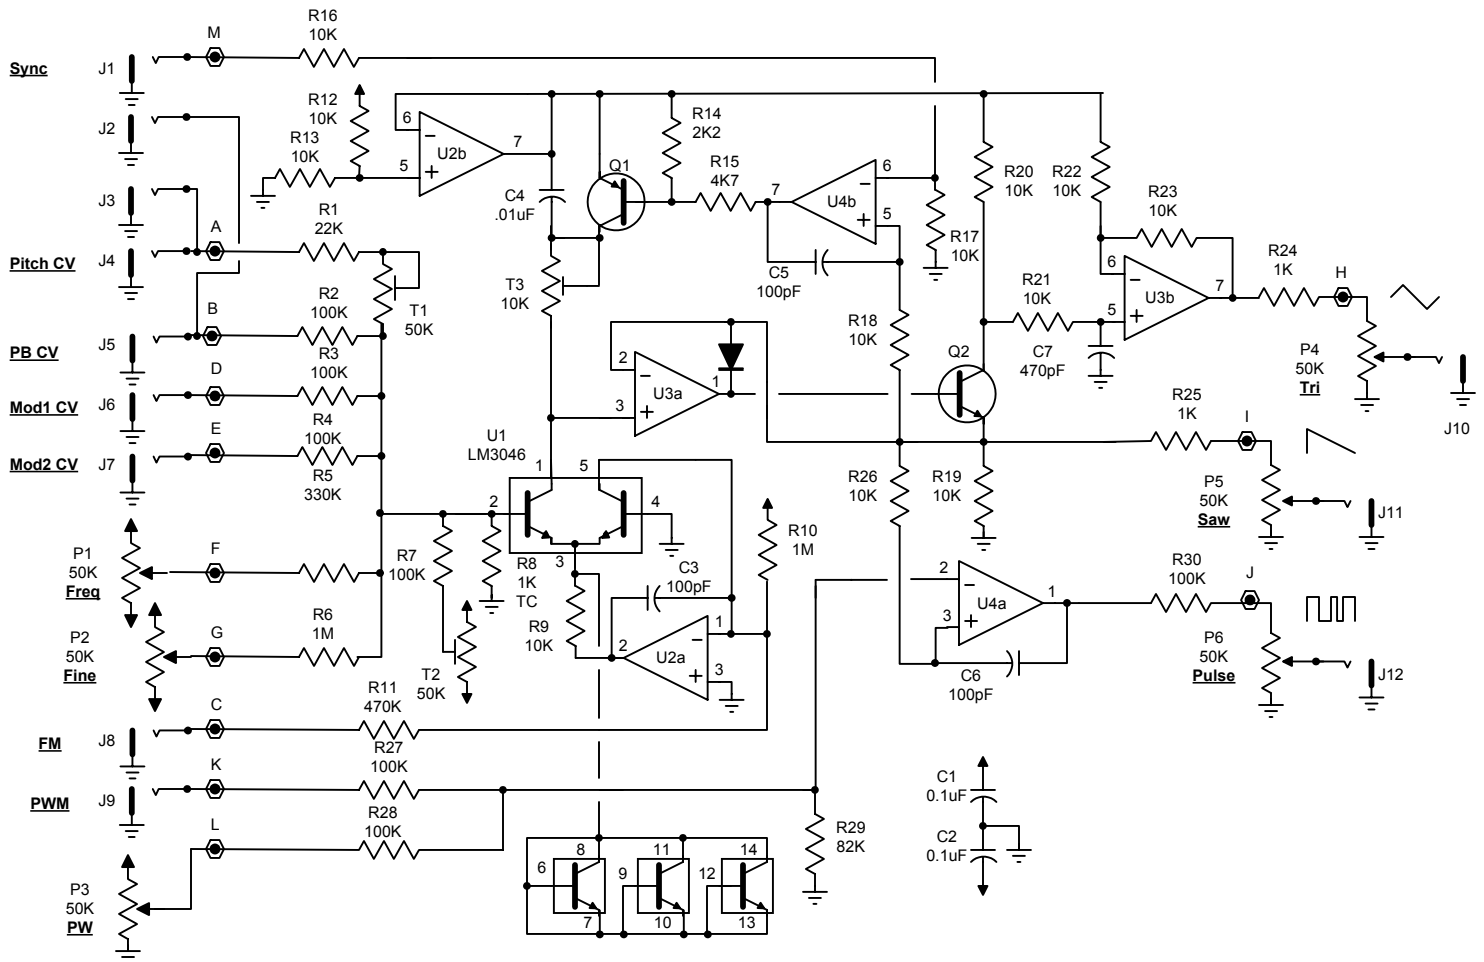 M
R16
10K
Sync
J1
R12
10K
J2
R13
10K
6
5
U2b
7
R14
2K2
Q1
R15
4K7
7
6
5
U4b
R20
10K
R22
10K
R23
10K
J3
C4
.01uF
A
R1
22K
Pitch CV
J4
R17
10K
C5
100pF
T3
10K
6
5
U3b
7
R24
1K
H
R21
10K
B
R2
100K
T1
50K
PB CV
J5
R18
10K
C7
470pF
P4
50K
Tri
J10
D
R3
100K
2
3
U3a
1
Q2
Mod1 CV
J6
E
R4
100K
U1
LM3046
R25
1K
I
Mod2 CV
J7
R5
330K
1
5
2
4
3
R26
10K
R19
10K
P5
50K
Saw
J11
R10
1M
P1
50K
Freq
F
R7
100K
R8
1K
TC
C3
100pF
2
3
U4a
1
R30
100K
J
P2
50K
Fine
G
R6
1M
R9
10K
2
1
3
U2a
T2
50K
C6
100pF
P6
50K
Pulse
J12
C
R11
470K
FM
J8
K
R27
100K
PWM
J9
C1
0.1uF
L
R28
100K
R29
82K
C2
0.1uF
P3
50K
PW
6
8
7
9
11
10
12
14
13